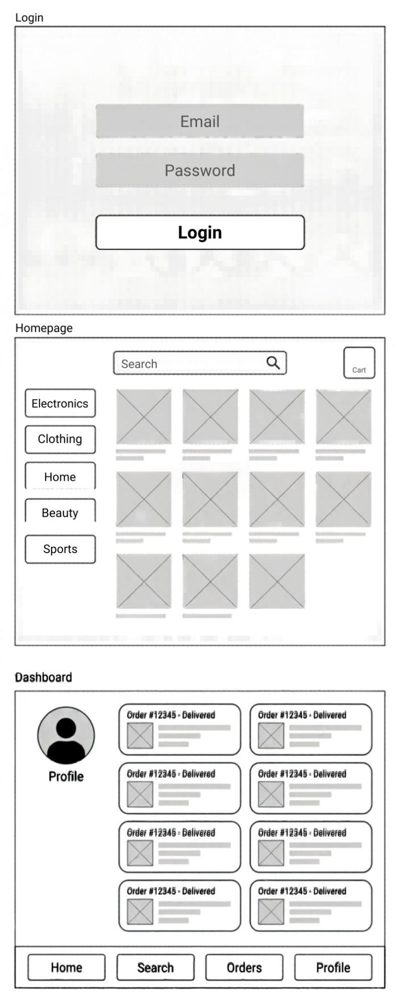 Login
Email
Password
Login
Homepage
Search
Cart
Electronics
Clothing
Home
Beauty
Sports
Dashboard
Profile
Order #12345 - Delivered
Order #12345 - Delivered
Order #12345 - Delivered
Order #12345 - Delivered
Order #12345 - Delivered
Order #12345 - Delivered
Order #12345 - Delivered
Order #12345 - Delivered
Home
Search
Orders
Profile